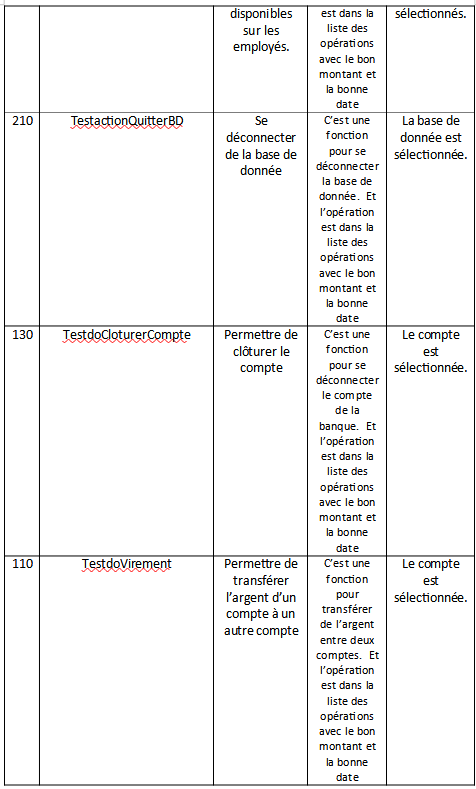 disponibles
sur les
employés.
est dans la
liste des
opérations
avec le bon
montant et
la bonne
date
sélectionnés.
210
TestactionQuitterBD
Se
déconnecter
de la base de
donnée
C'est une
fonction
pour se
déconnecter
la base de
donnée. Et
l'opération
est dans la
liste des
opérations
avec le bon
montant et
la bonne
date
La base de
donnée est
sélectionnée.
130
TestdoCloturerCompte
Permettre de
clôturer le
compte
C'est une
fonction
pour se
déconnecter
le compte
de la
banque. Et
l'opération
est dans la
liste des
opérations
avec le bon
montant et
la bonne
date
Le compte
est
sélectionnée.
110
TestdoVirement
Permettre de
transférer
l'argent d'un
compte à un
autre compte
C'est une
fonction
pour
transférer
de l'argent
entre deux
comptes. Et
l'opération
est dans la
liste des
opérations
avec le bon
montant et
la bonne
date
Le compte
est
sélectionnée.